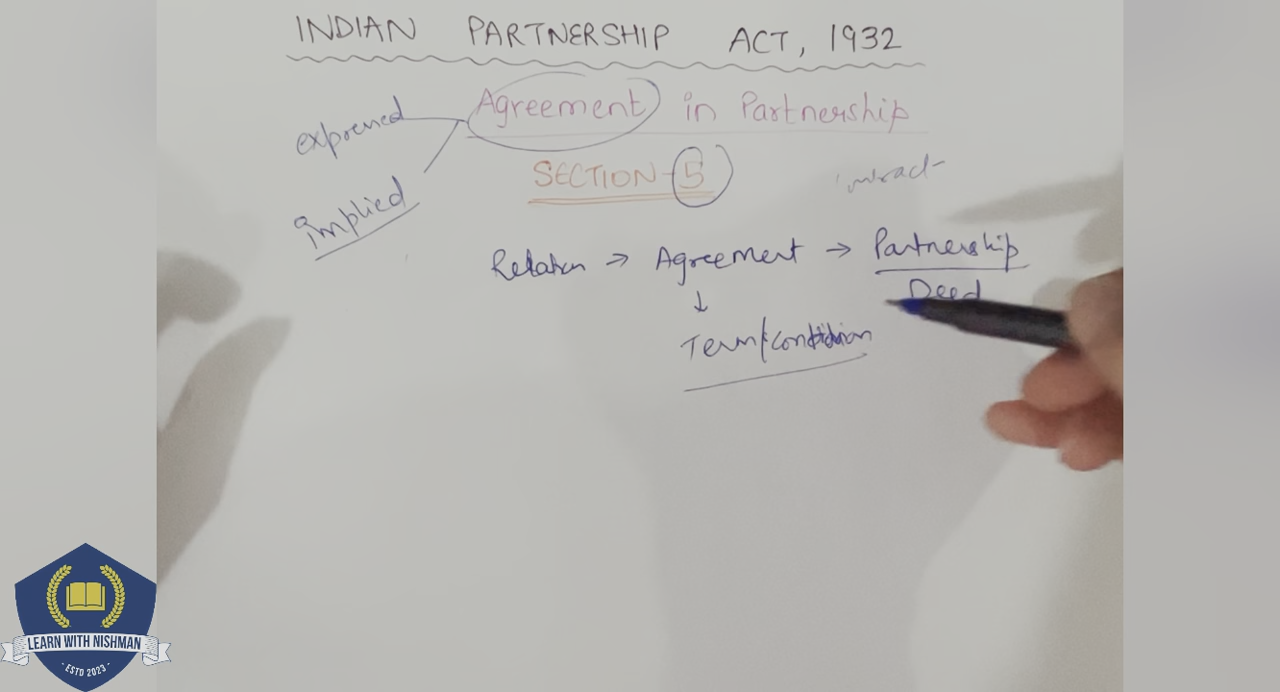 INDIAN PARTNERSHIP ACT, 1932
Agreement in Partnership
expressed
SECTION-5
implied
Relation → Agreement → Partnership
Deed
↓
Term/condition
LEARN WITH NISHMAN
- ESTD 2023 -